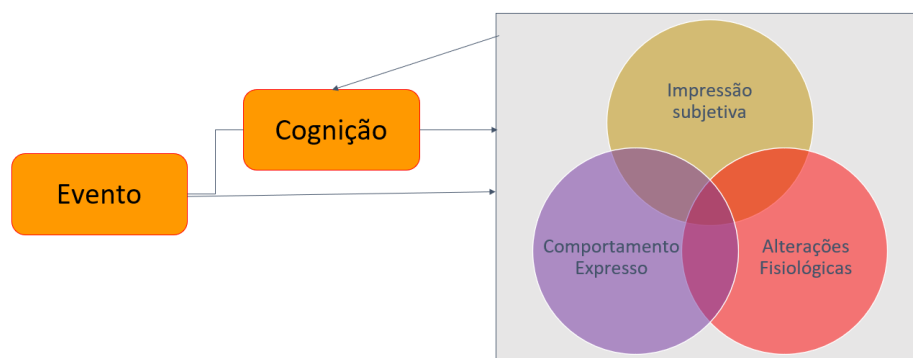 Evento
Cognição
Impressão
subjetiva
Comportamento
Expresso
Alterações
Fisiológicas